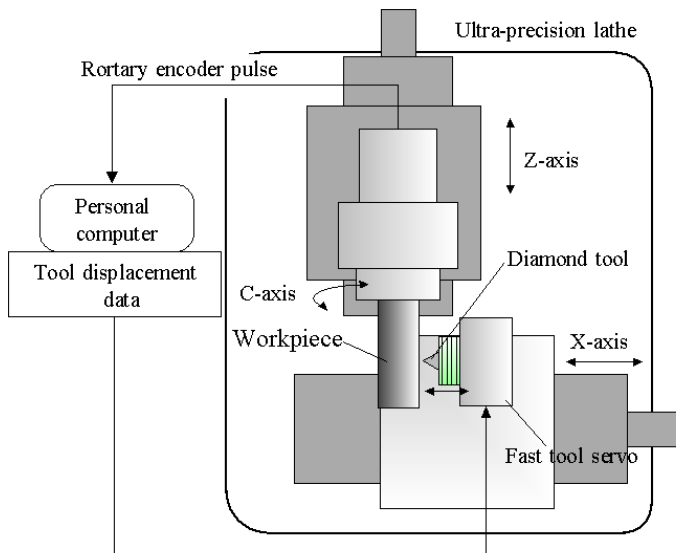 Ultra-precision lathe
Rortary encoder pulse
Z-axis
Personal
computer
Tool displacement
data
Diamond tool
C-axis
Workpiece
X-axis
Fast tool servo